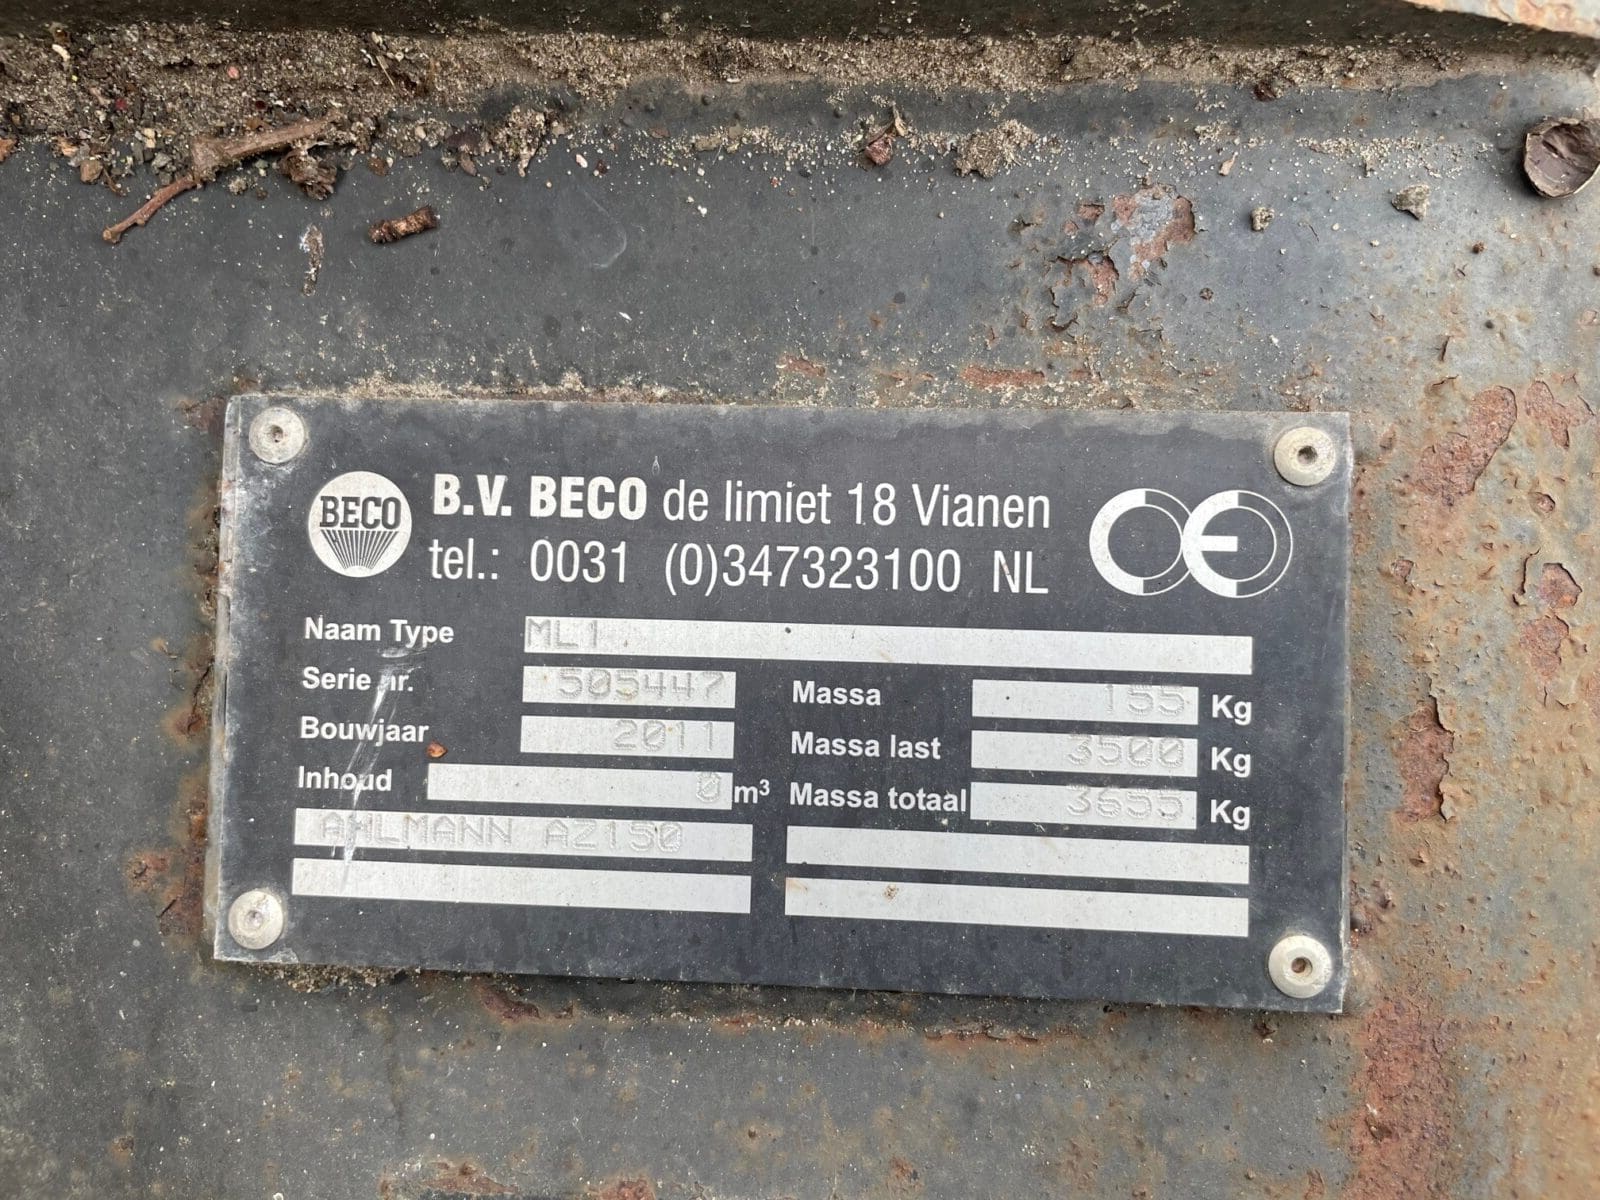 BECO
B.V. BECO de limiet 18 Vianen
tel.: 0031 (0)347323100 NL
CE
Naam Type ML1
Serie nr. 505447
Massa 155 Kg
Bouwjaar 2011
Massa last 3500 Kg
Inhoud 0 m³
Massa totaal 3655 Kg
AHLMANN AZ150